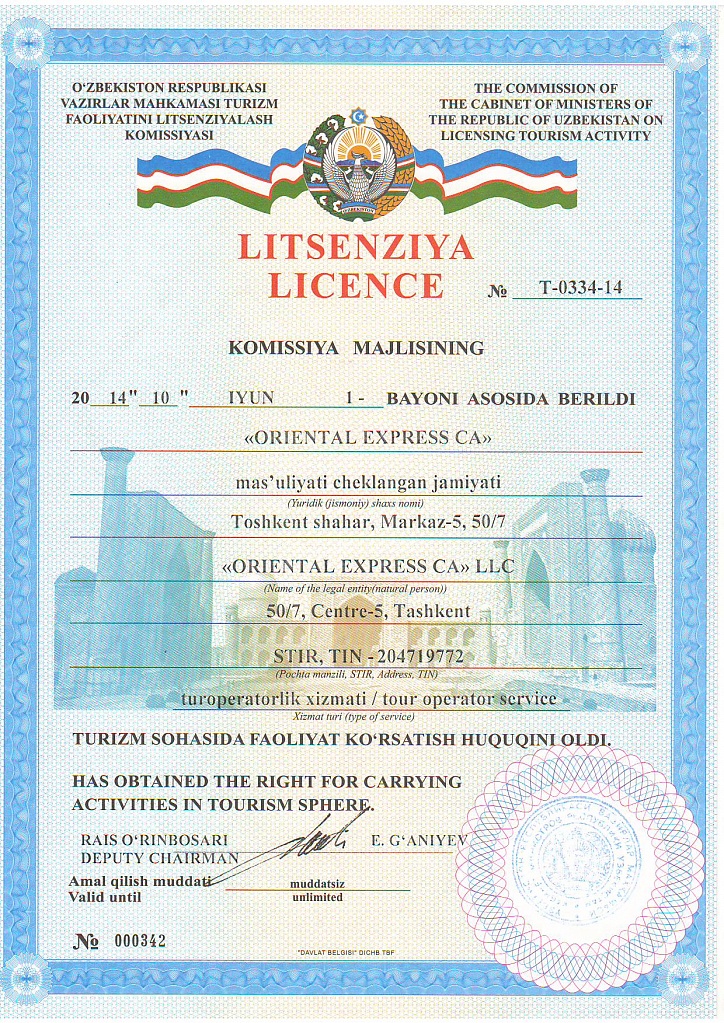 O‘ZBEKISTON RESPUBLIKASI
VAZIRLAR MAHKAMASI TURIZM
FAOLIYATINI LITSENZIYALASH
KOMISSIYASI
THE COMMISSION OF
THE CABINET OF MINISTERS OF
THE REPUBLIC OF UZBEKISTAN ON
LICENSING TOURISM ACTIVITY
O‘ZBEKISTON
LITSENZIYA
LICENCE
№ T-0334-14
KOMISSIYA MAJLISINING
20 14" 10 " IYUN 1 - BAYONI ASOSIDA BERILDI
«ORIENTAL EXPRESS CA»
mas’uliyati cheklangan jamiyati
(Yuridik (jismoniy) shaxs nomi)
Toshkent shahar, Markaz-5, 50/7
«ORIENTAL EXPRESS CA» LLC
(Name of the legal entity(natural person))
50/7, Centre-5, Tashkent
STIR, TIN - 204719772
(Pochta manzili, STIR, Address, TIN)
turoperatorlik xizmati / tour operator service
Xizmat turi (type of service)
TURIZM SOHASIDA FAOLIYAT KO‘RSATISH HUQUQINI OLDI.
HAS OBTAINED THE RIGHT FOR CARRYING
ACTIVITIES IN TOURISM SPHERE.
RAIS O‘RINBOSARI
DEPUTY CHAIRMAN
E. G‘ANIYEV
Amal qilish muddati muddatsiz
Valid until unlimited
№ 000342
"DAVLAT BELGISI" DICHB TBF